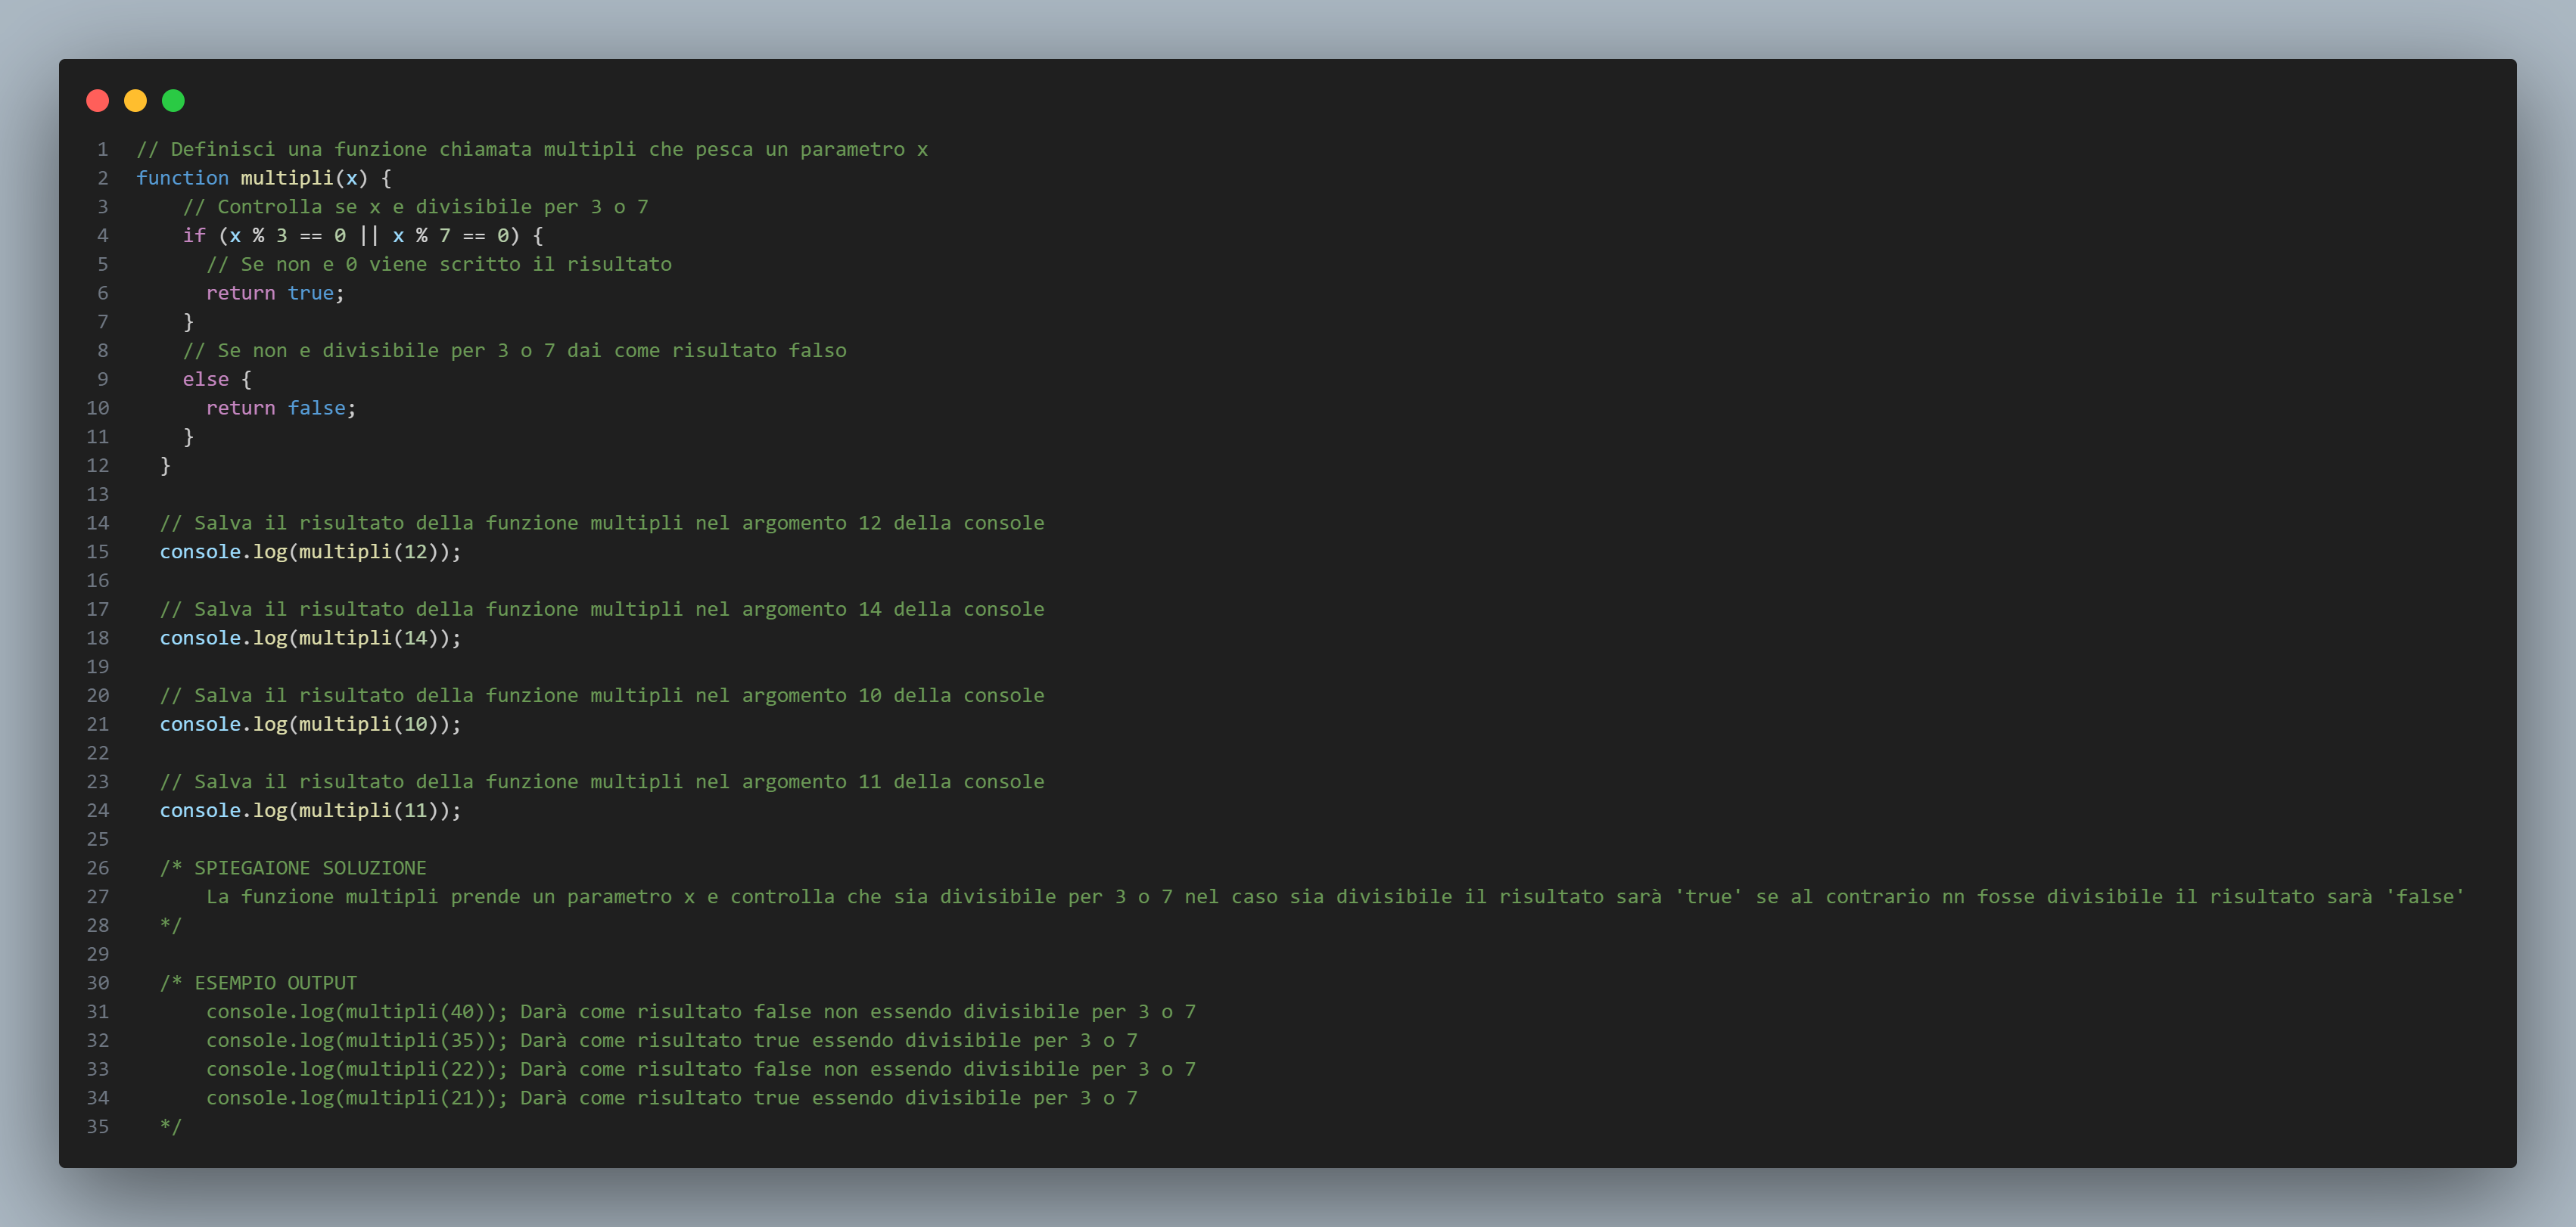 1 // Definisci una funzione chiamata multipli che pesca un parametro x
2 function multipli(x) {
3     // Controlla se x e divisibile per 3 o 7
4     if (x % 3 == 0 || x % 7 == 0) {
5       // Se non e 0 viene scritto il risultato
6       return true;
7     }
8     // Se non e divisibile per 3 o 7 dai come risultato falso
9     else {
10       return false;
11     }
12   }
13
14   // Salva il risultato della funzione multipli nel argomento 12 della console
15   console.log(multipli(12));
16
17   // Salva il risultato della funzione multipli nel argomento 14 della console
18   console.log(multipli(14));
19
20   // Salva il risultato della funzione multipli nel argomento 10 della console
21   console.log(multipli(10));
22
23   // Salva il risultato della funzione multipli nel argomento 11 della console
24   console.log(multipli(11));
25
26   /* SPIEGAIONE SOLUZIONE
27       La funzione multipli prende un parametro x e controlla che sia divisibile per 3 o 7 nel caso sia divisibile il risultato sarà 'true' se al contrario nn fosse divisibile il risultato sarà 'false'
28   */
29
30   /* ESEMPIO OUTPUT
31       console.log(multipli(40)); Darà come risultato false non essendo divisibile per 3 o 7
32       console.log(multipli(35)); Darà come risultato true essendo divisibile per 3 o 7
33       console.log(multipli(22)); Darà come risultato false non essendo divisibile per 3 o 7
34       console.log(multipli(21)); Darà come risultato true essendo divisibile per 3 o 7
35   */